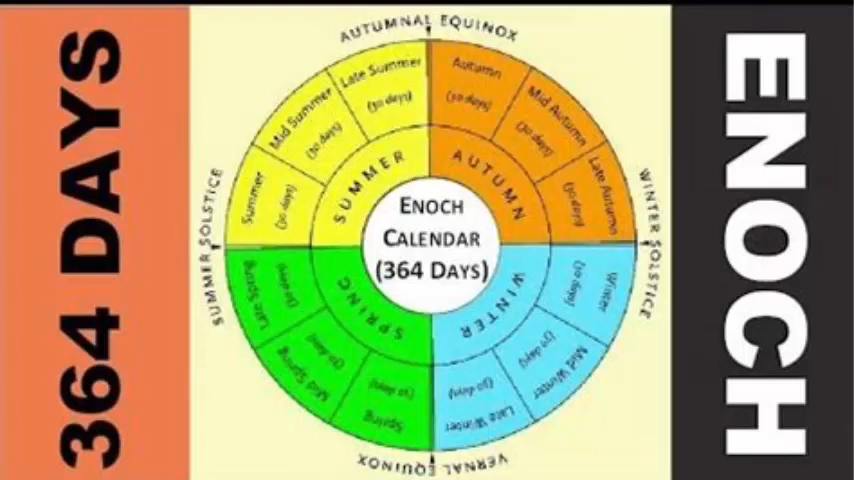 364 DAYS
AUTUMNAL EQUINOX
Late Summer
(30 days)
Autumn
(30 days)
Mid Summer
(30 days)
Mid Autumn
(30 days)
Summer
(30 days)
Late Autumn
(30 days)
SUMMER
AUTUMN
SUMMER SOLSTICE
WINTER SOLSTICE
ENOCH
CALENDAR
(364 DAYS)
SPRING
WINTER
Late Spring
(30 days)
Winter
(30 days)
Mid Spring
(30 days)
Mid Winter
(30 days)
Spring
(30 days)
Late Winter
(30 days)
VERNAL EQUINOX
ENOCH